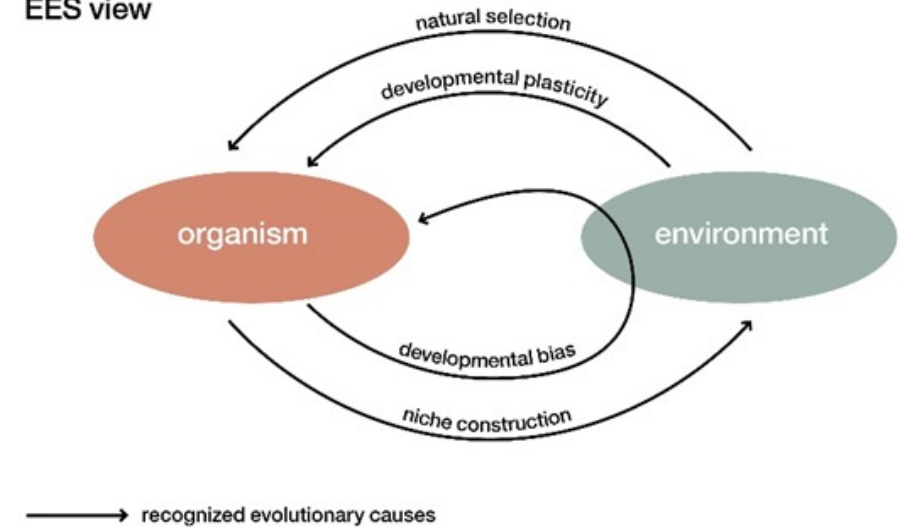 EES view
natural selection
developmental plasticity
organism
environment
developmental bias
niche construction
recognized evolutionary causes